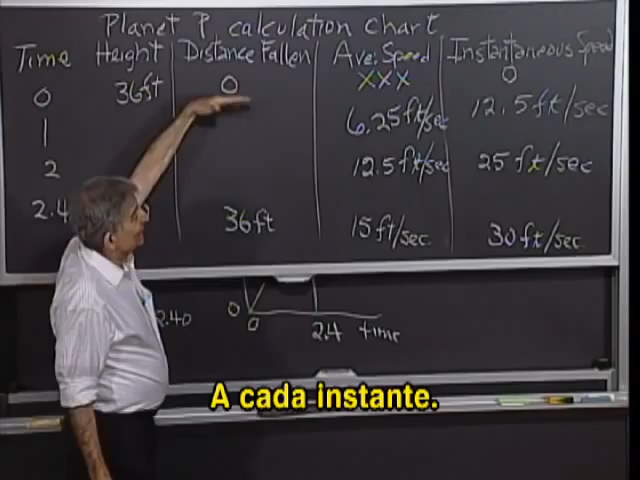 Planet P calculation chart
Time Height Distance Fallen Ave. Speed Instantaneous Speed
0 36ft 0 XXX 0
1 6.25 ft/sec 12.5 ft/sec
2 12.5 ft/sec 25 ft/sec
2.4 36ft 15 ft/sec. 30 ft/sec
2.40
0
0 2.4 time
A cada instante.